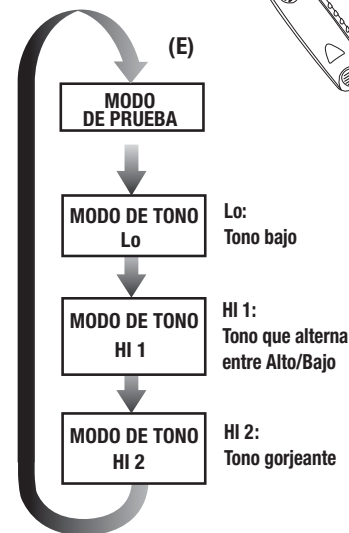 (E)
MODO
DE PRUEBA
MODO DE TONO
Lo
Lo:
Tono bajo
MODO DE TONO
HI 1
HI 1:
Tono que alterna
entre Alto/Bajo
MODO DE TONO
HI 2
HI 2:
Tono gorjeante